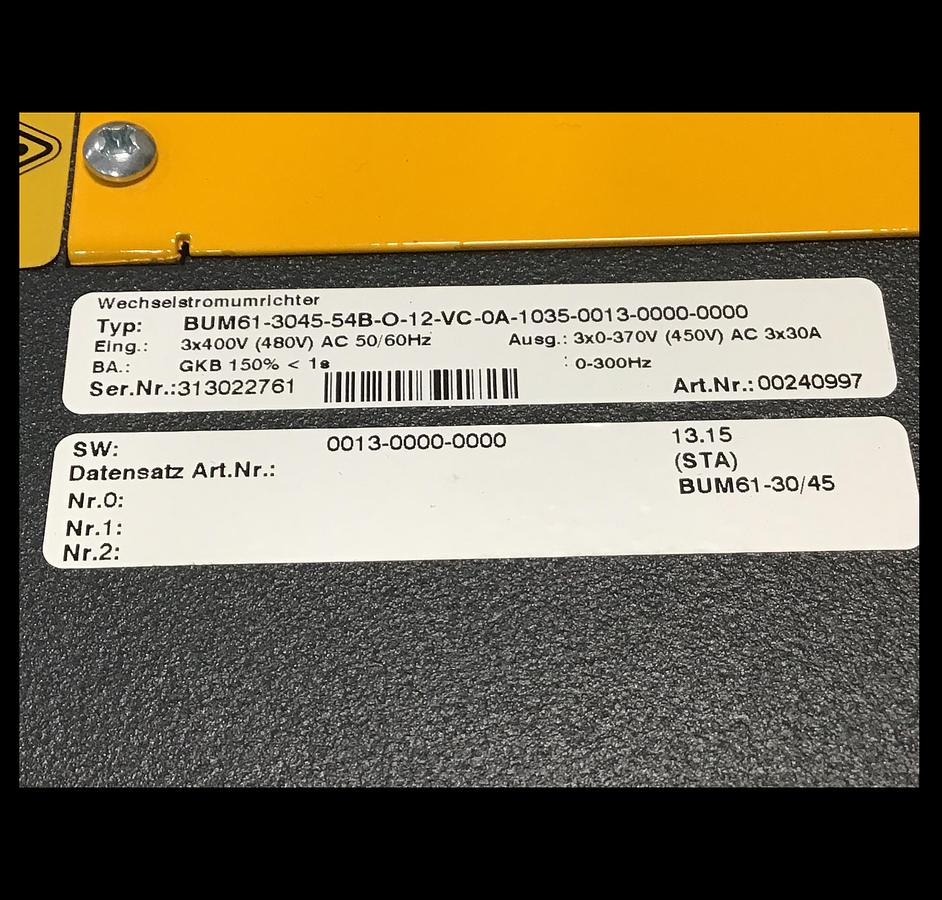 Wechselstromumrichter
Typ: BUM61-3045-54B-O-12-VC-0A-1035-0013-0000-0000
Eing.: 3x400V (480V) AC 50/60Hz Ausg.: 3x0-370V (450V) AC 3x30A
BA.: GKB 150% < 1s : 0-300Hz
Ser.Nr.:313022761 Art.Nr.: 00240997
SW: 0013-0000-0000 13.15
Datensatz Art.Nr.: (STA)
Nr.0: BUM61-30/45
Nr.1:
Nr.2: